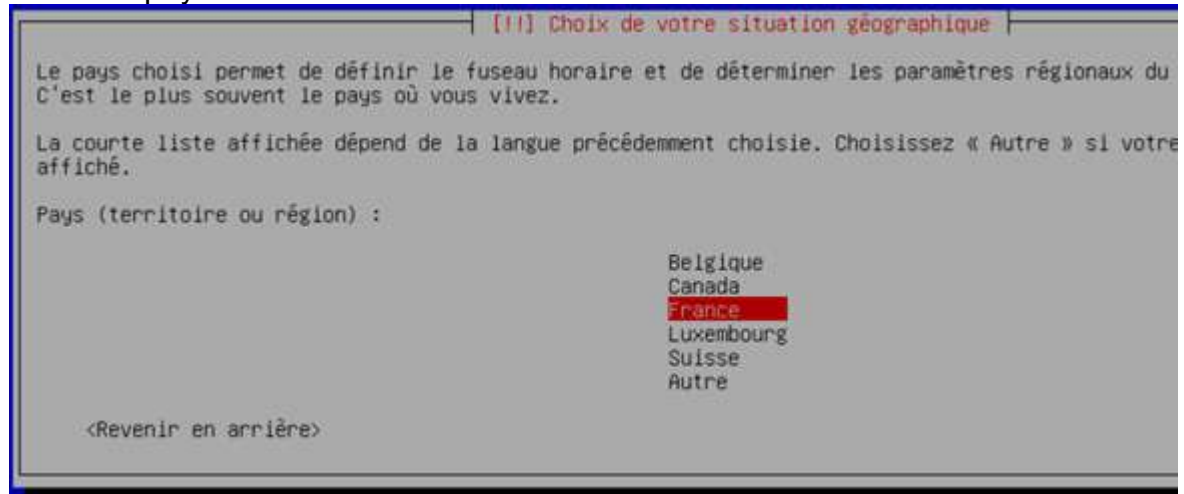 [!!] Choix de votre situation géographique
Le pays choisi permet de définir le fuseau horaire et de déterminer les paramètres régionaux du
C'est le plus souvent le pays où vous vivez.
La courte liste affichée dépend de la langue précédemment choisie. Choisissez « Autre » si votre
affiché.
Pays (territoire ou région) :
Belgique
Canada
France
Luxembourg
Suisse
Autre
<Revenir en arrière>